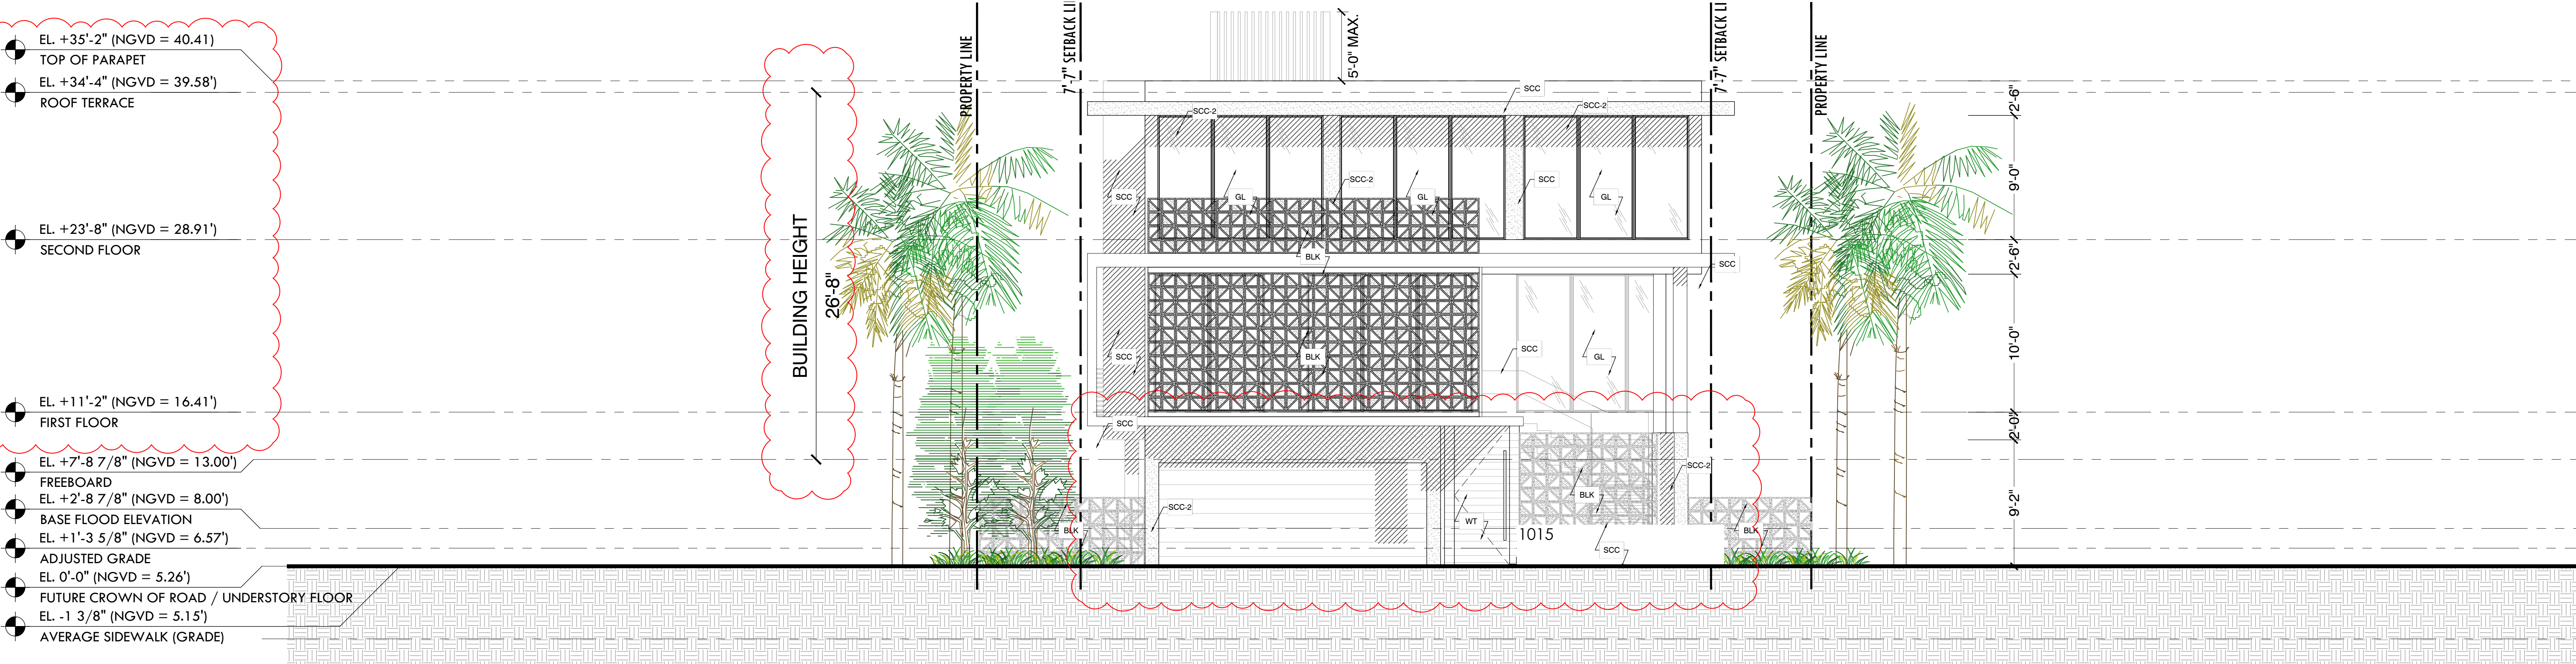 EL. +35'-2" (NGVD = 40.41)
TOP OF PARAPET
EL. +34'-4" (NGVD = 39.58')
ROOF TERRACE
EL. +23'-8" (NGVD = 28.91')
SECOND FLOOR
EL. +11'-2" (NGVD = 16.41')
FIRST FLOOR
EL. +7'-8 7/8" (NGVD = 13.00')
FREEBOARD
EL. +2'-8 7/8" (NGVD = 8.00')
BASE FLOOD ELEVATION
EL. +1'-3 5/8" (NGVD = 6.57')
ADJUSTED GRADE
EL. 0'-0" (NGVD = 5.26')
FUTURE CROWN OF ROAD / UNDERSTORY FLOOR
EL. -1 3/8" (NGVD = 5.15')
AVERAGE SIDEWALK (GRADE)
BUILDING HEIGHT
26'-8"
PROPERTY LINE
7'-7" SETBACK LI
5'-0" MAX.
7'-7" SETBACK LI
PROPERTY LINE
SCC
SCC-2
SCC-2
SCC
GL
SCC-2
GL
SCC
GL
BLK
SCC
SCC
BLK
SCC
GL
SCC
SCC-2
BLK
SCC-2
WT
BLK
BLK
1015
SCC
2'-6"
9'-0"
2'-6"
10'-0"
2'-0"
9'-2"